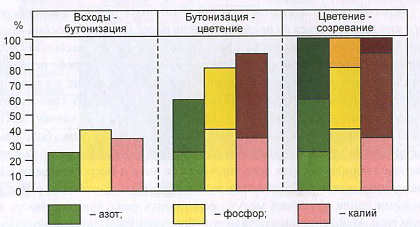 Всходы - бутонизация
Бутонизация - цветение
Цветение - созревание
%
100
90
80
70
60
50
40
30
20
10
0
– азот;
– фосфор;
– калий